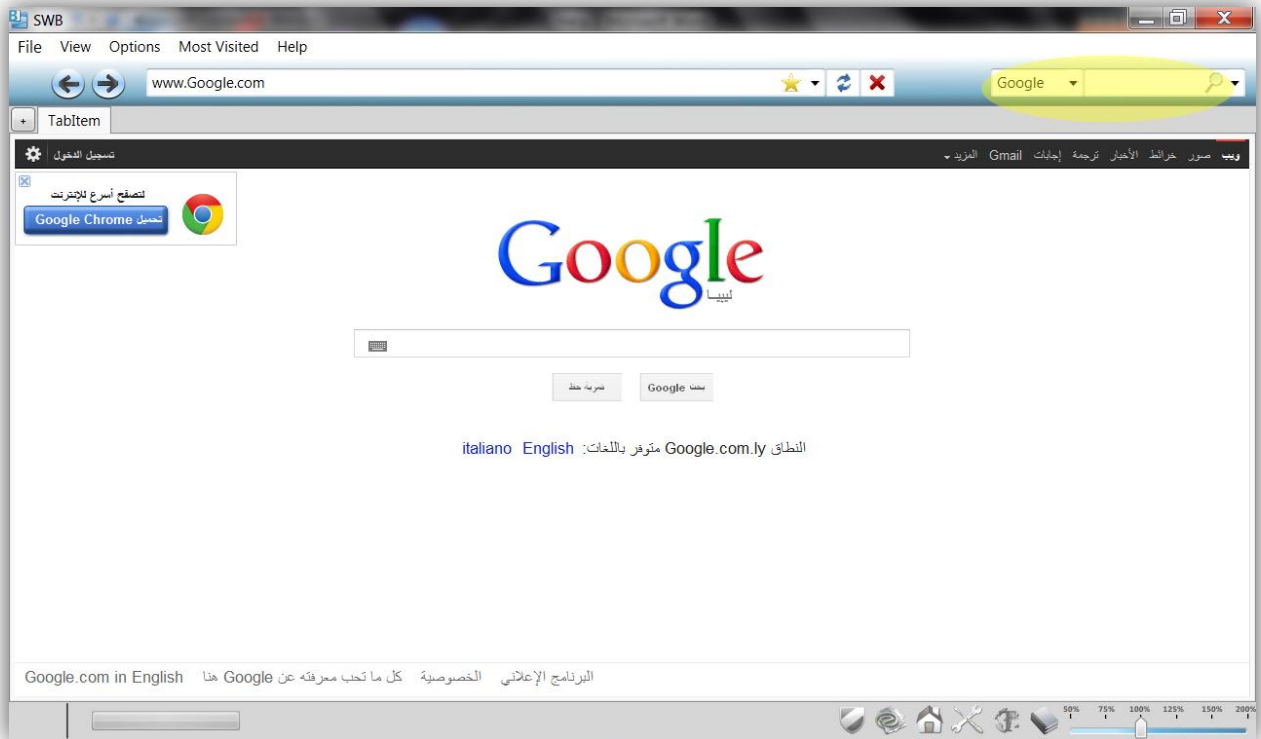 SWB
File View Options Most Visited Help
www.Google.com
Google
+ TabItem
ويب صور خرائط الأخبار ترجمة إجابات Gmail المزيد
تسجيل الدخول
لتصفح أسرع للإنترنت
تحميل Google Chrome
Google
ليبيا
بحث Google
ضربة حظ
النطاق Google.com.ly متوفر باللغات: English italiano
البرنامج الإعلاني الخصوصية كل ما تحب معرفته عن Google هنا Google.com in English
50% 75% 100% 125% 150% 200%